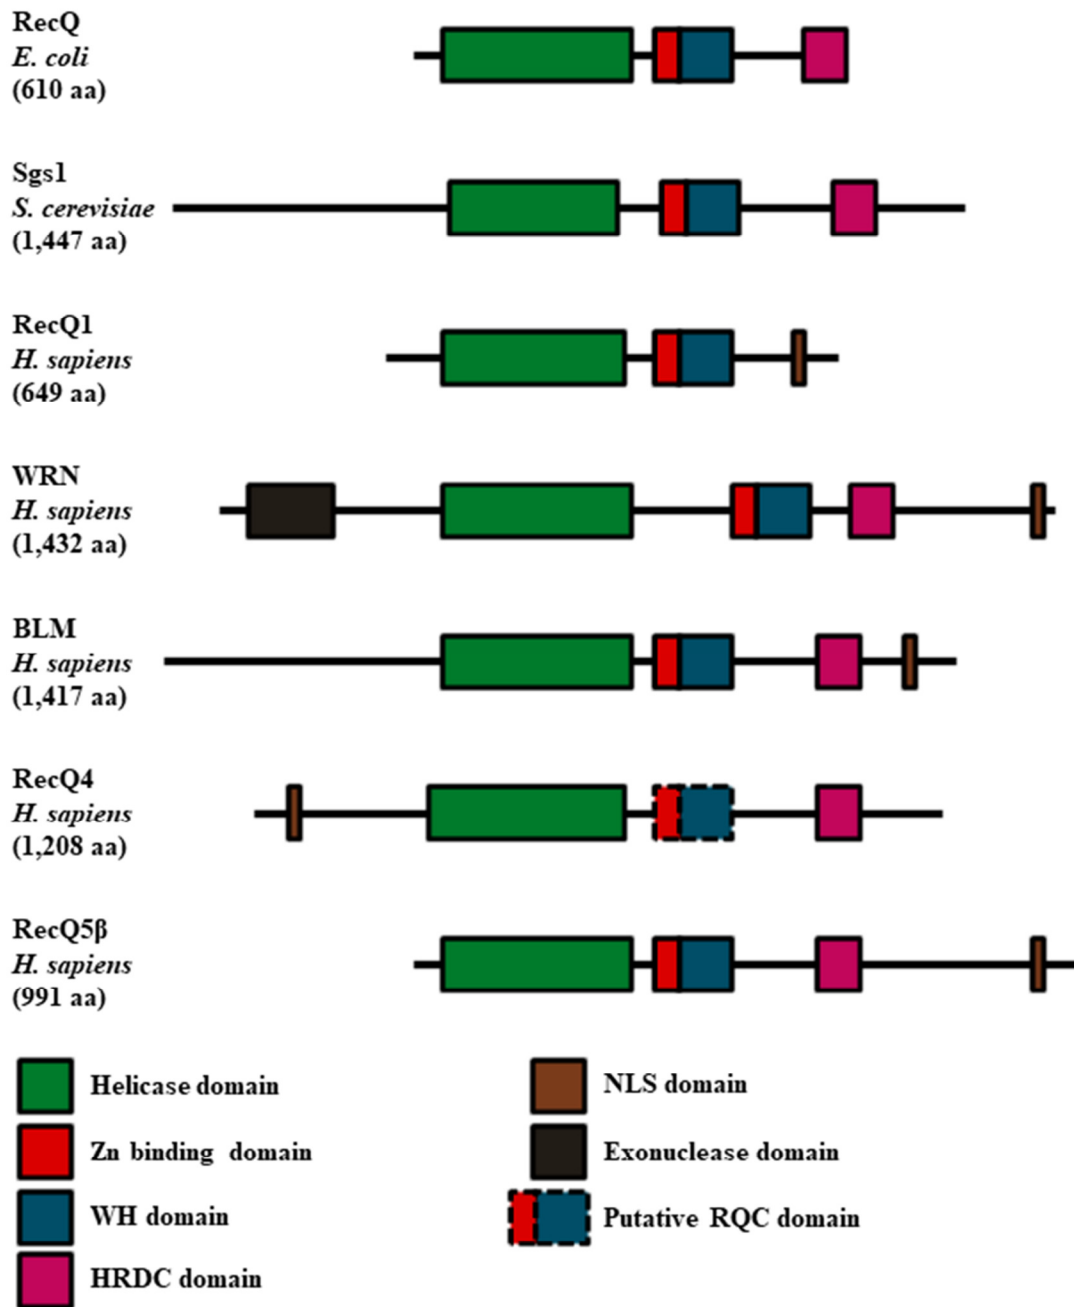 RecQ
E. coli
(610 aa)
Sgs1
S. cerevisiae
(1,447 aa)
RecQ1
H. sapiens
(649 aa)
WRN
H. sapiens
(1,432 aa)
BLM
H. sapiens
(1,417 aa)
RecQ4
H. sapiens
(1,208 aa)
RecQ5β
H. sapiens
(991 aa)
Helicase domain
Zn binding domain
WH domain
HRDC domain
NLS domain
Exonuclease domain
Putative RQC domain